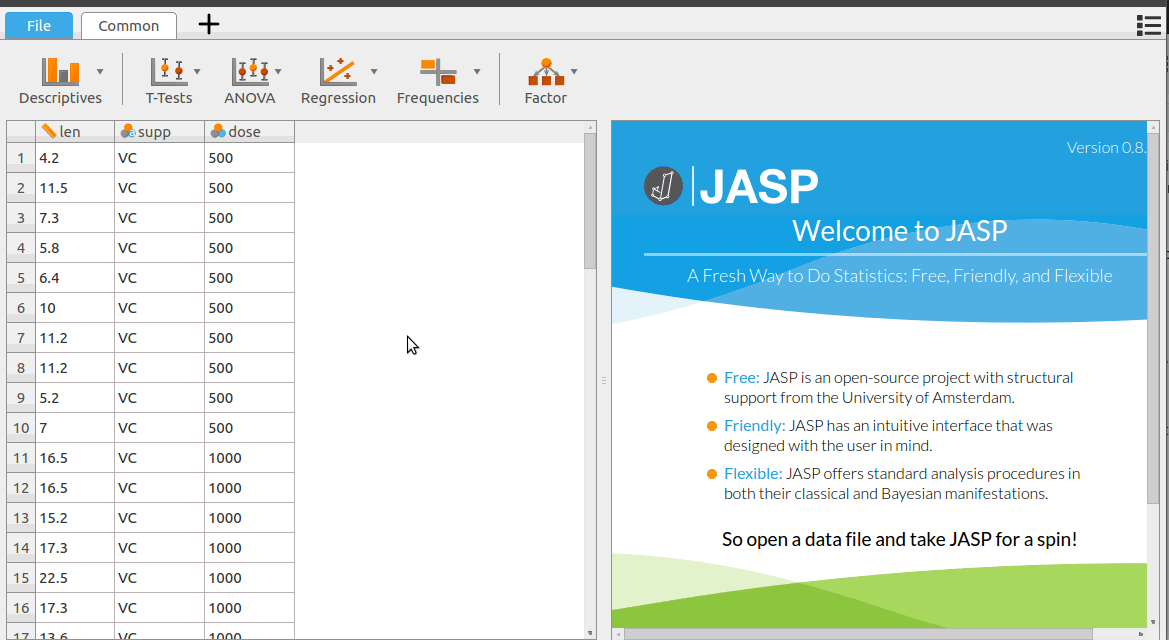 File Common
Descriptives T-Tests ANOVA Regression Frequencies Factor
len supp dose
1 4.2 VC 500
2 11.5 VC 500
3 7.3 VC 500
4 5.8 VC 500
5 6.4 VC 500
6 10 VC 500
7 11.2 VC 500
8 11.2 VC 500
9 5.2 VC 500
10 7 VC 500
11 16.5 VC 1000
12 16.5 VC 1000
13 15.2 VC 1000
14 17.3 VC 1000
15 22.5 VC 1000
16 17.3 VC 1000
17 13.6 VC 1000
Version 0.8.
JASP
Welcome to JASP
A Fresh Way to Do Statistics: Free, Friendly, and Flexible
Free: JASP is an open-source project with structural
support from the University of Amsterdam.
Friendly: JASP has an intuitive interface that was
designed with the user in mind.
Flexible: JASP offers standard analysis procedures in
both their classical and Bayesian manifestations.
So open a data file and take JASP for a spin!